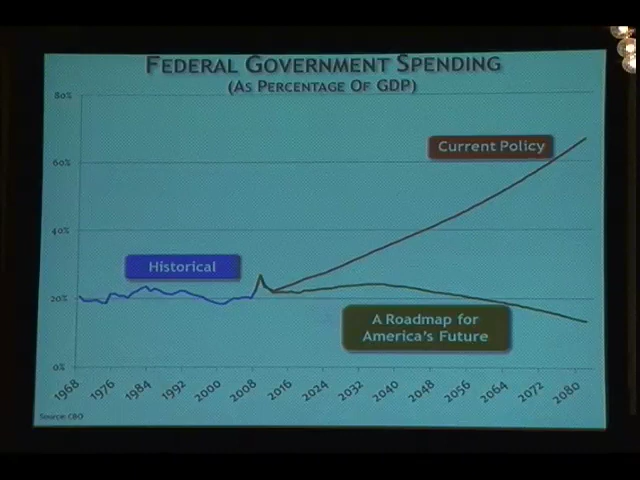 FEDERAL GOVERNMENT SPENDING
(AS PERCENTAGE OF GDP)
80%
60%
40%
20%
0%
Current Policy
Historical
A Roadmap for
America's Future
1968 1976 1984 1992 2000 2008 2016 2024 2032 2040 2048 2056 2064 2072 2080
Source: CBO